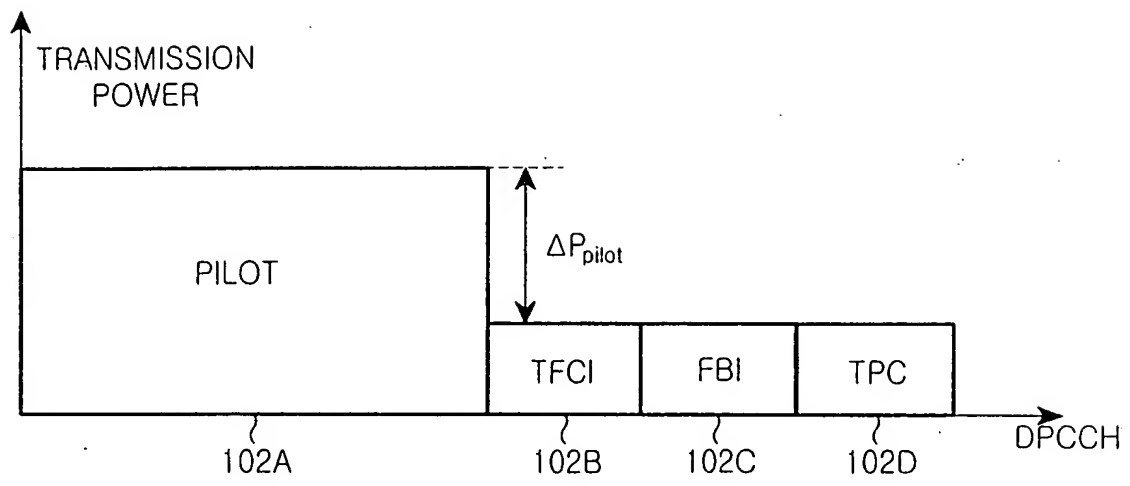 TRANSMISSION
POWER
PILOT
ΔPpilot
TFCI
FBI
TPC
DPCCH
102A
102B
102C
102D